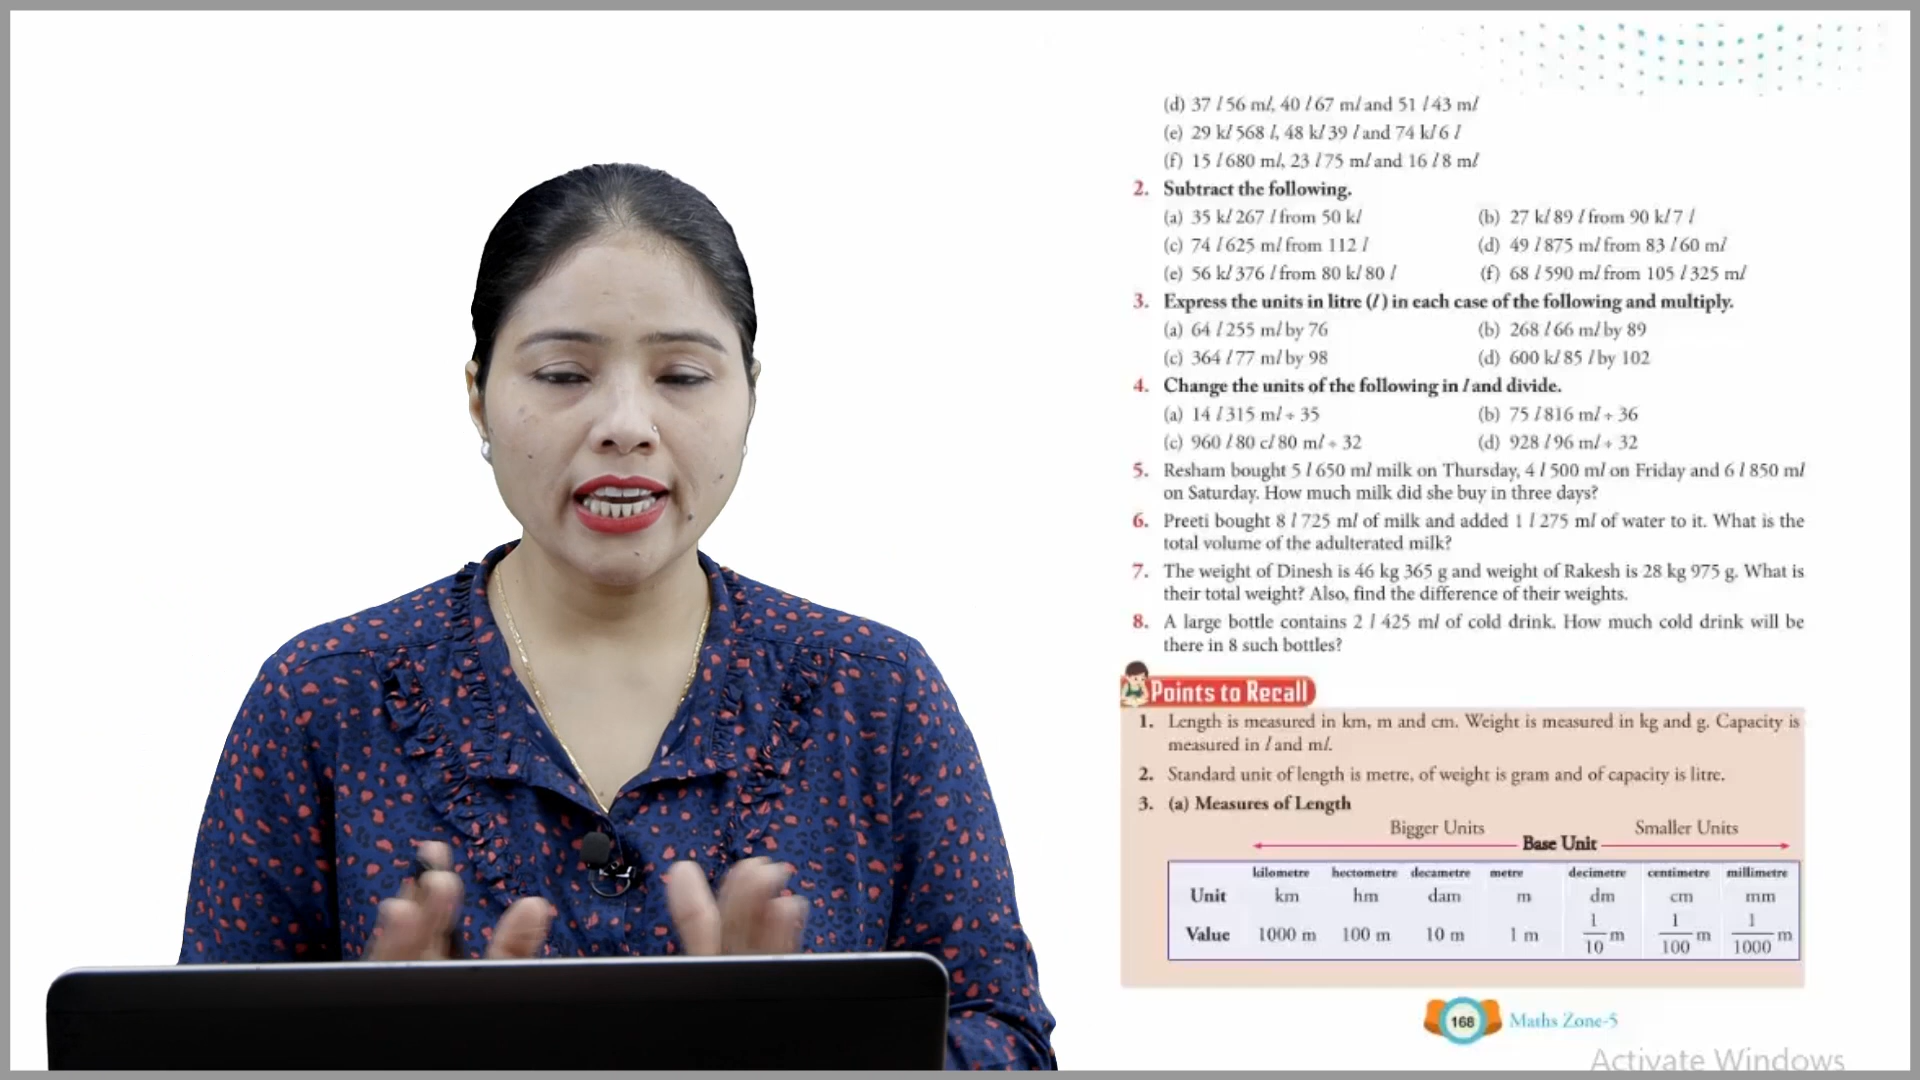 (d) 37 l 56 ml, 40 l 67 ml and 51 l 43 ml
(e) 29 kl 568 l, 48 kl 39 l and 74 kl 6 l
(f) 15 l 680 ml, 23 l 75 ml and 16 l 8 ml
2. Subtract the following.
(a) 35 kl 267 l from 50 kl (b) 27 kl 89 l from 90 kl 7 l
(c) 74 l 625 ml from 112 l (d) 49 l 875 ml from 83 l 60 ml
(e) 56 kl 376 l from 80 kl 80 l (f) 68 l 590 ml from 105 l 325 ml
3. Express the units in litre (l) in each case of the following and multiply.
(a) 64 l 255 ml by 76 (b) 268 l 66 ml by 89
(c) 364 l 77 ml by 98 (d) 600 kl 85 l by 102
4. Change the units of the following in l and divide.
(a) 14 l 315 ml ÷ 35 (b) 75 l 816 ml ÷ 36
(c) 960 l 80 cl 80 ml ÷ 32 (d) 928 l 96 ml ÷ 32
5. Resham bought 5 l 650 ml milk on Thursday, 4 l 500 ml on Friday and 6 l 850 ml
on Saturday. How much milk did she buy in three days?
6. Preeti bought 8 l 725 ml of milk and added 1 l 275 ml of water to it. What is the
total volume of the adulterated milk?
7. The weight of Dinesh is 46 kg 365 g and weight of Rakesh is 28 kg 975 g. What is
their total weight? Also, find the difference of their weights.
8. A large bottle contains 2 l 425 ml of cold drink. How much cold drink will be
there in 8 such bottles?
Points to Recall
1. Length is measured in km, m and cm. Weight is measured in kg and g. Capacity is
measured in l and ml.
2. Standard unit of length is metre, of weight is gram and of capacity is litre.
3. (a) Measures of Length
Bigger Units Smaller Units
Base Unit
kilometre hectometre decametre metre decimetre centimetre millimetre
Unit km hm dam m dm cm mm
Value 1000 m 100 m 10 m 1 m 1/10 m 1/100 m 1/1000 m
168 Maths Zone-5
Activate Windows